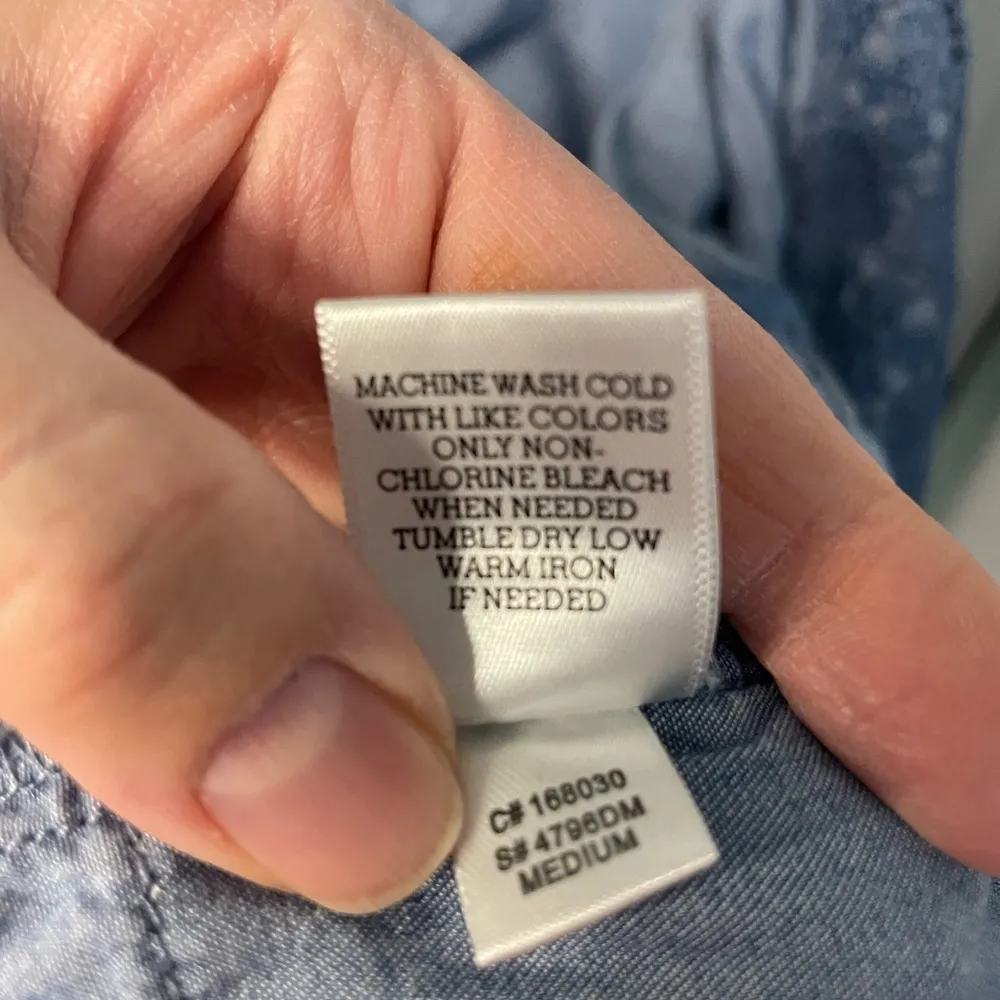 MACHINE WASH COLD
WITH LIKE COLORS
ONLY NON-
CHLORINE BLEACH
WHEN NEEDED
TUMBLE DRY LOW
WARM IRON
IF NEEDED
C# 168030
S# 4796DM
MEDIUM